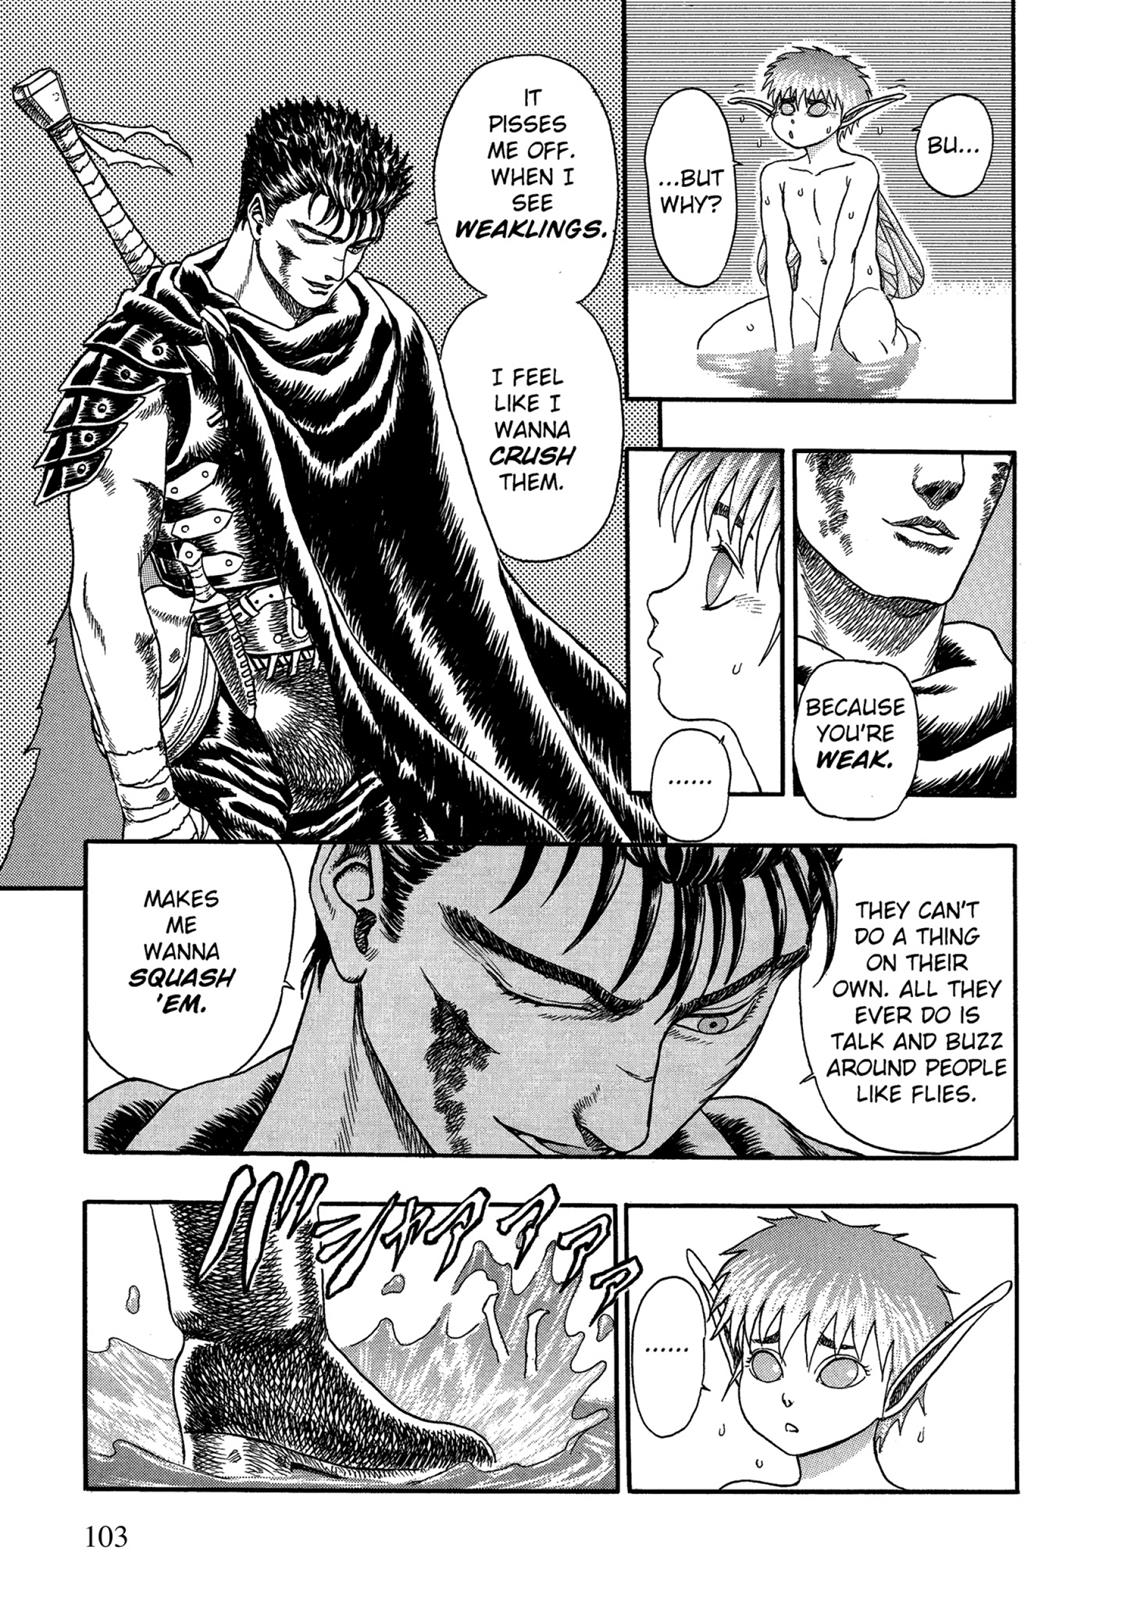 BU...
...BUT
WHY?
BECAUSE
YOU'RE
WEAK.
......
IT
PISSES
ME OFF.
WHEN I
SEE
WEAKLINGS.
I FEEL
LIKE I
WANNA
CRUSH
THEM.
THEY CAN'T
DO A THING
ON THEIR
OWN. ALL THEY
EVER DO IS
TALK AND BUZZ
AROUND PEOPLE
LIKE FLIES.
MAKES
ME
WANNA
SQUASH
'EM.
......
バシャアアアア
103